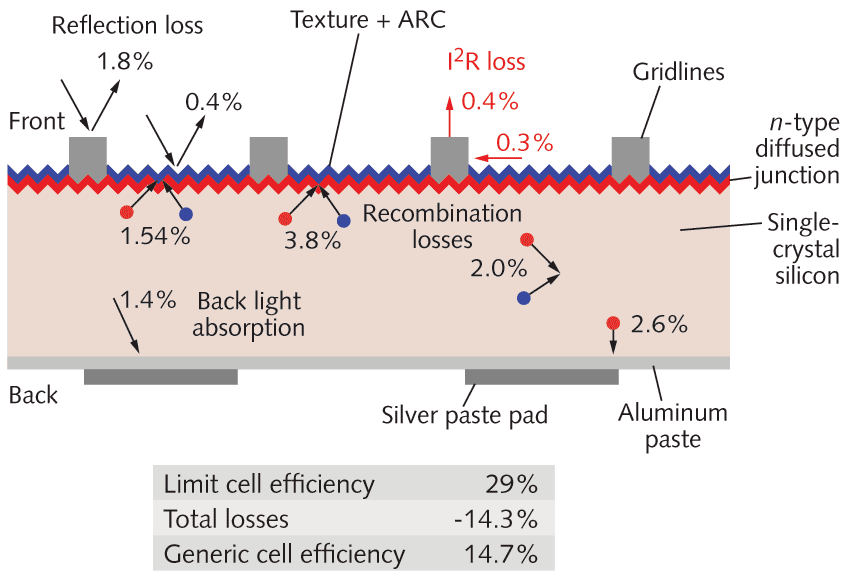 Reflection loss
1.8%
0.4%
Texture + ARC
I²R loss
0.4%
0.3%
Gridlines
Front
n-type
diffused
junction
1.54%
3.8%
Recombination
losses
2.0%
Single-
crystal
silicon
1.4%
Back light
absorption
2.6%
Back
Silver paste pad
Aluminum
paste
Limit cell efficiency 29%
Total losses -14.3%
Generic cell efficiency 14.7%